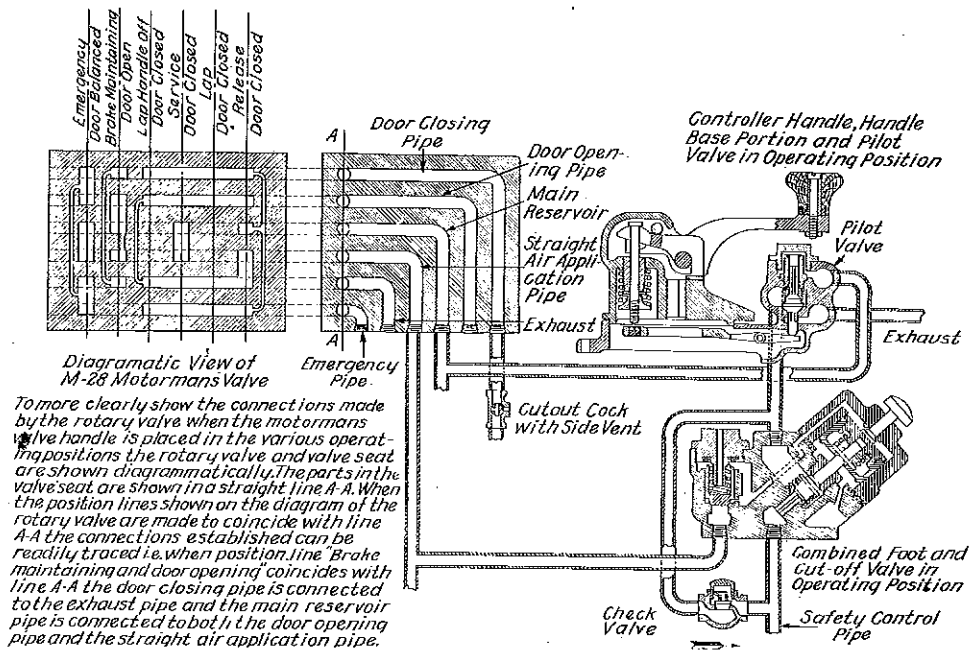 Emergency
Door Balanced
Brake Maintaining
Door Open
Lap Handle Off
Door Closed
Service
Door Closed
Lap
Door Closed
Release
Door Closed
A
Door Closing
Pipe
Door Open-
ing Pipe
Main
Reservoir
Straight
Air Appli-
cation
Pipe
Exhaust
A
Emergency
Pipe
Controller Handle, Handle
Base Portion and Pilot
Valve in Operating Position
Pilot
Valve
Exhaust
Diagramatic View of
M-28 Motormans Valve
Cutout Cock
with Side Vent
To more clearly show the connections made
by the rotary valve when the motormans
valve handle is placed in the various operat-
ing positions the rotary valve and valve seat
are shown diagrammatically. The parts in the
valve seat are shown in a straight line A-A. When
the position lines shown on the diagram of the
rotary valve are made to coincide with line
A-A the connections established can be
readily traced i.e. when position line "Brake
maintaining and door opening" coincides with
line A-A the door closing pipe is connected
to the exhaust pipe and the main reservoir
pipe is connected to both the door opening
pipe and the straight air application pipe.
Combined Foot and
Cut-off Valve in
Operating Position
Check
Valve
Safety Control
Pipe